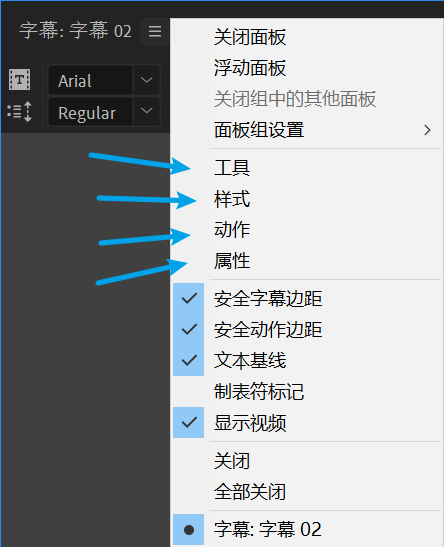 字幕: 字幕 02
T
Arial
Regular
关闭面板
浮动面板
关闭组中的其他面板
面板组设置
工具
样式
动作
属性
安全字幕边距
安全动作边距
文本基线
制表符标记
显示视频
关闭
全部关闭
字幕: 字幕 02